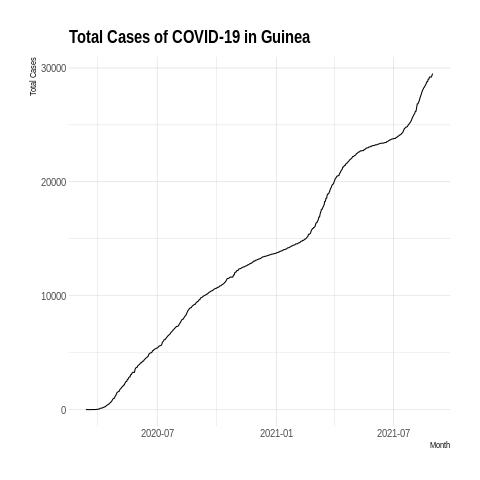 Total Cases of COVID-19 in Guinea
Total Cases
30000
20000
10000
0
2020-07
2021-01
2021-07
Month